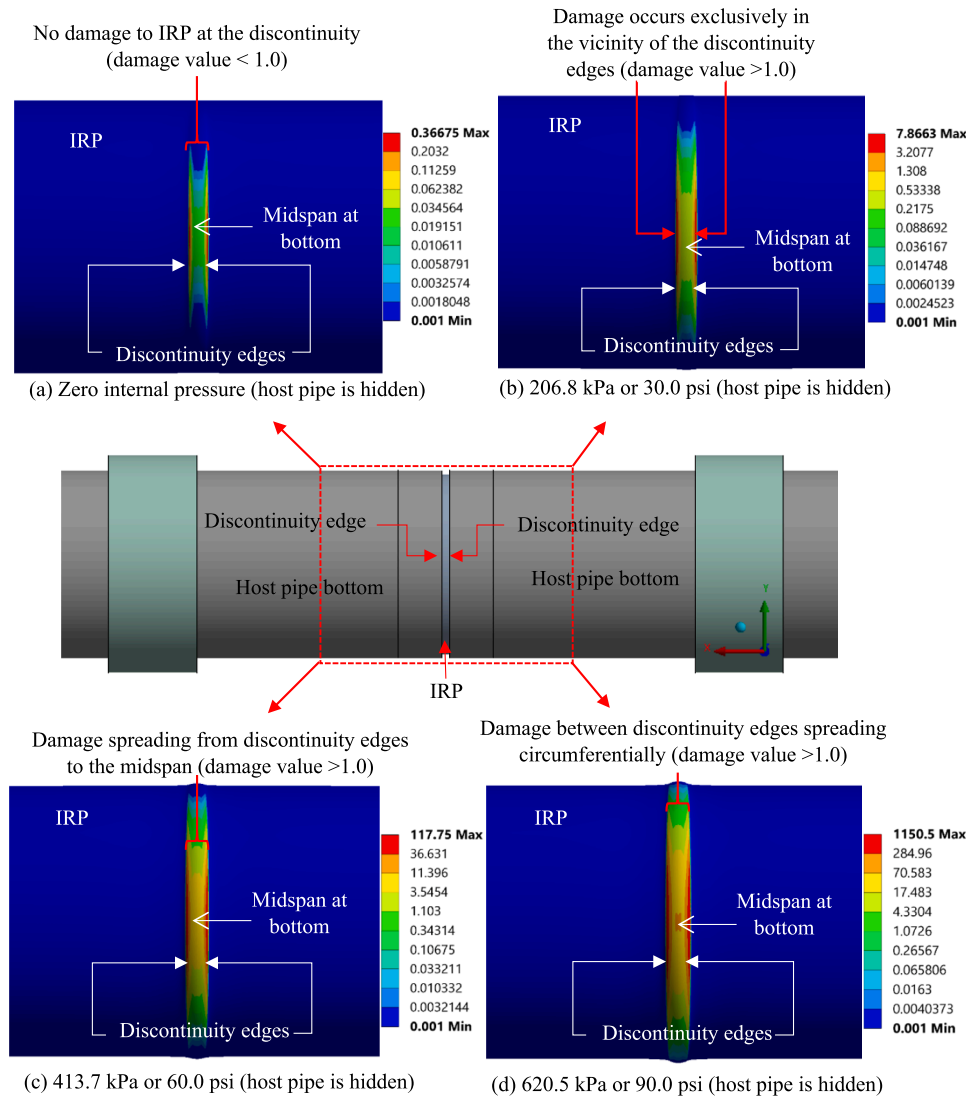 No damage to IRP at the discontinuity
(damage value < 1.0)
IRP
Midspan at
bottom
Discontinuity edges
0.36675 Max
0.2032
0.11259
0.062382
0.034564
0.019151
0.010611
0.0058791
0.0032574
0.0018048
0.001 Min
(a) Zero internal pressure (host pipe is hidden)
Damage occurs exclusively in
the vicinity of the discontinuity
edges (damage value >1.0)
IRP
Midspan at
bottom
Discontinuity edges
7.8663 Max
3.2077
1.308
0.53338
0.2175
0.088692
0.036167
0.014748
0.0060139
0.0024523
0.001 Min
(b) 206.8 kPa or 30.0 psi (host pipe is hidden)
Discontinuity edge
Discontinuity edge
Host pipe bottom
Host pipe bottom
Y
X
IRP
Damage spreading from discontinuity edges
to the midspan (damage value >1.0)
IRP
Midspan at
bottom
Discontinuity edges
117.75 Max
36.631
11.396
3.5454
1.103
0.34314
0.10675
0.033211
0.010332
0.0032144
0.001 Min
(c) 413.7 kPa or 60.0 psi (host pipe is hidden)
Damage between discontinuity edges spreading
circumferentially (damage value >1.0)
IRP
Midspan at
bottom
Discontinuity edges
1150.5 Max
284.96
70.583
17.483
4.3304
1.0726
0.26567
0.065806
0.0163
0.0040373
0.001 Min
(d) 620.5 kPa or 90.0 psi (host pipe is hidden)